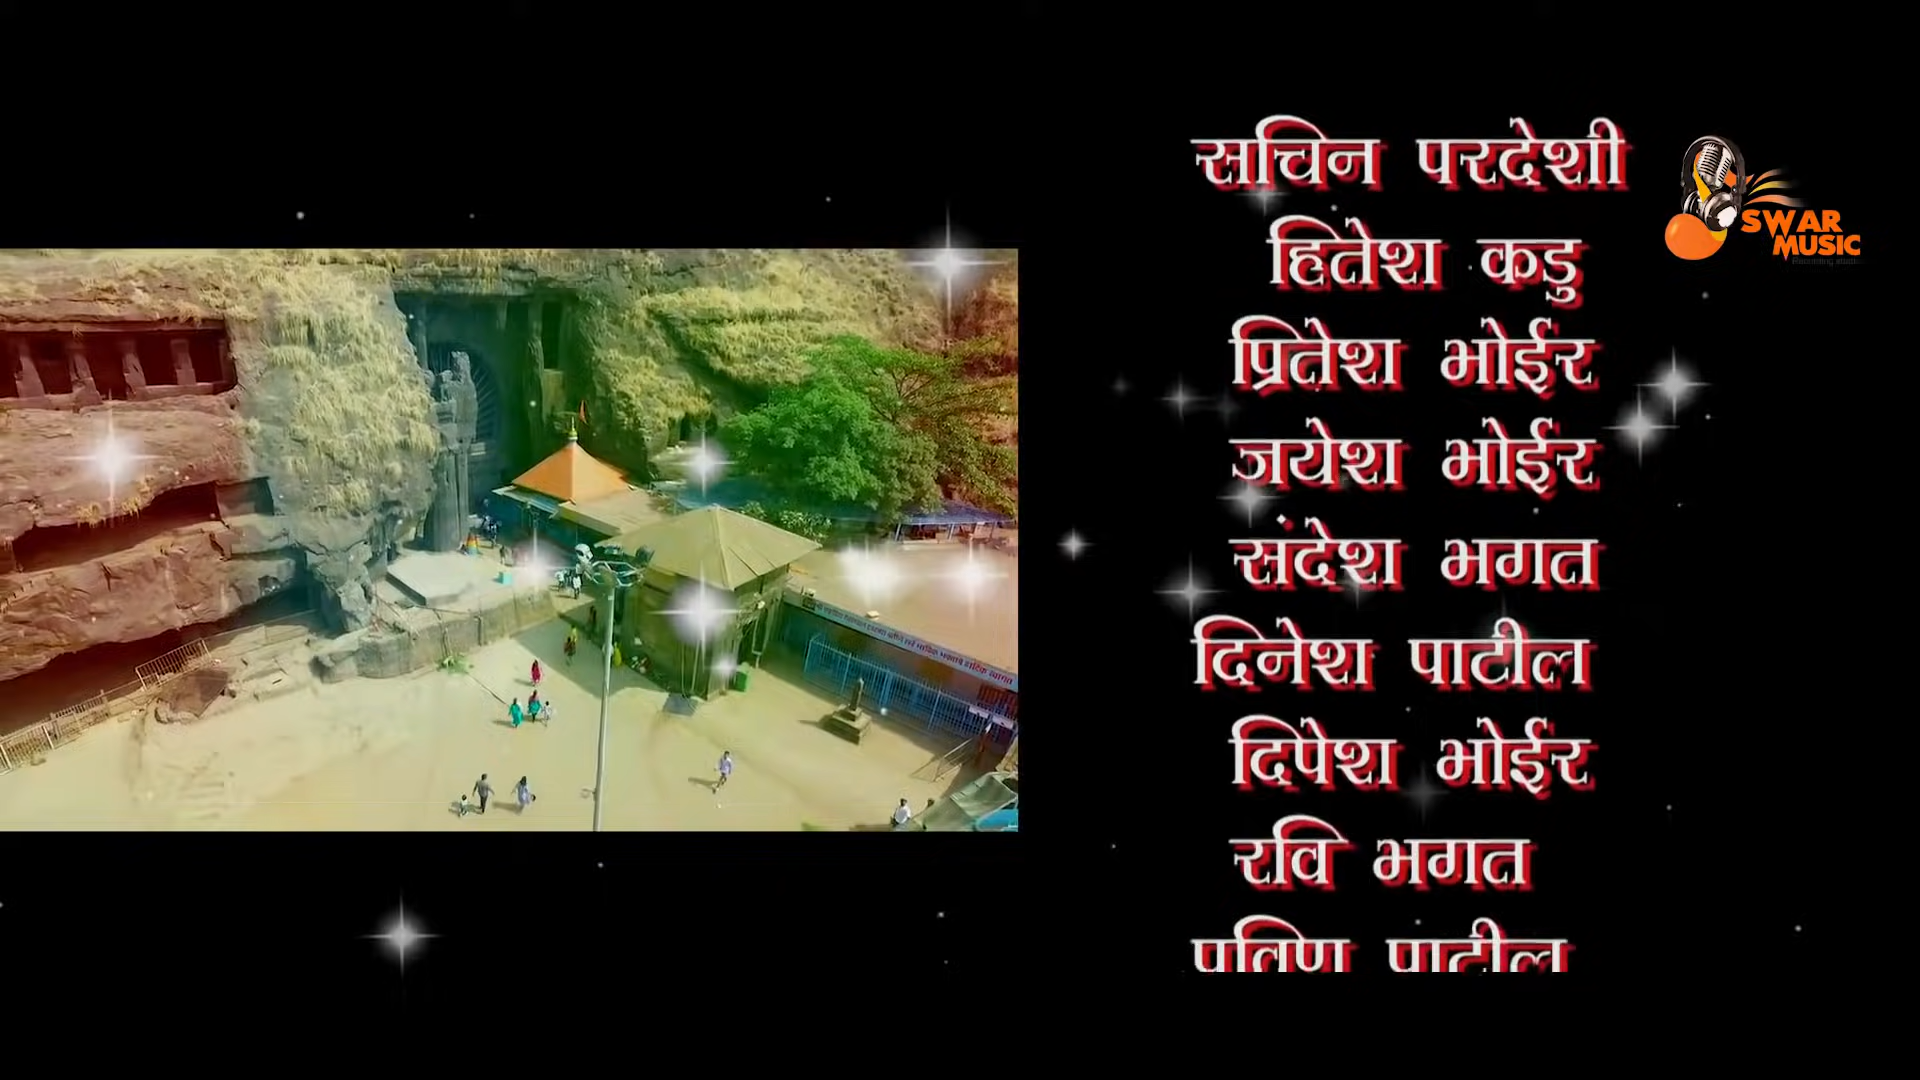 सचिन परदेशी
हितेश कडु
प्रितेश भोईर
जयेश भोईर
संदेश भगत
दिनेश पाटील
दिपेश भोईर
रवि भगत
पाटील
SWAR
MUSIC